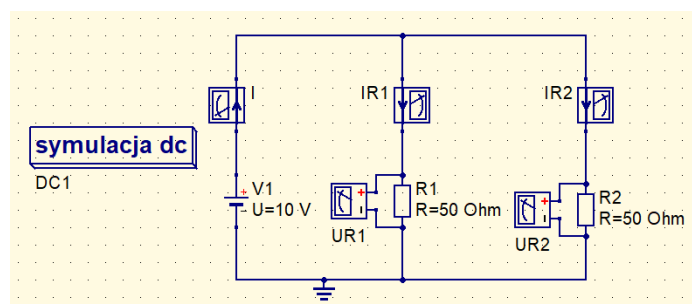 I
IR1
IR2
symulacja dc
DC1
V1
U=10 V
UR1
R1
R=50 Ohm
UR2
R2
R=50 Ohm